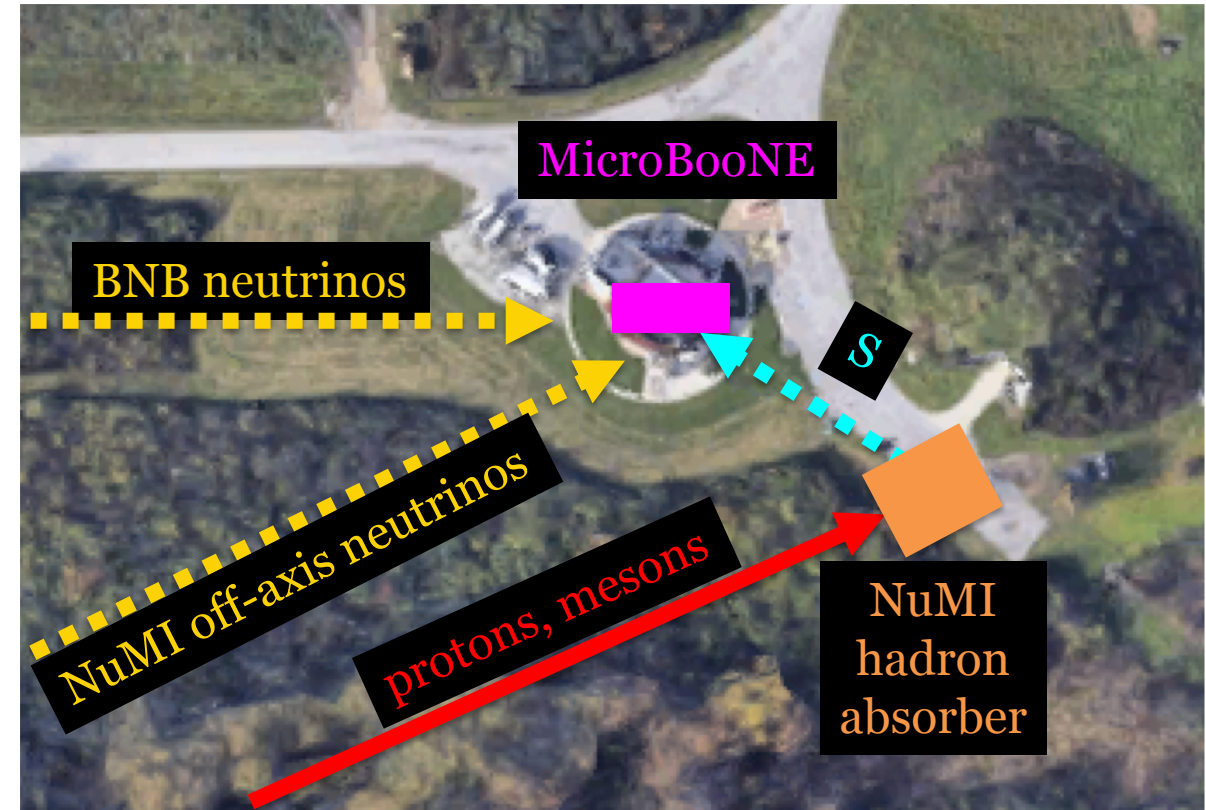 MicroBooNE
BNB neutrinos
S
NuMI off-axis neutrinos
protons, mesons
NuMI
hadron
absorber